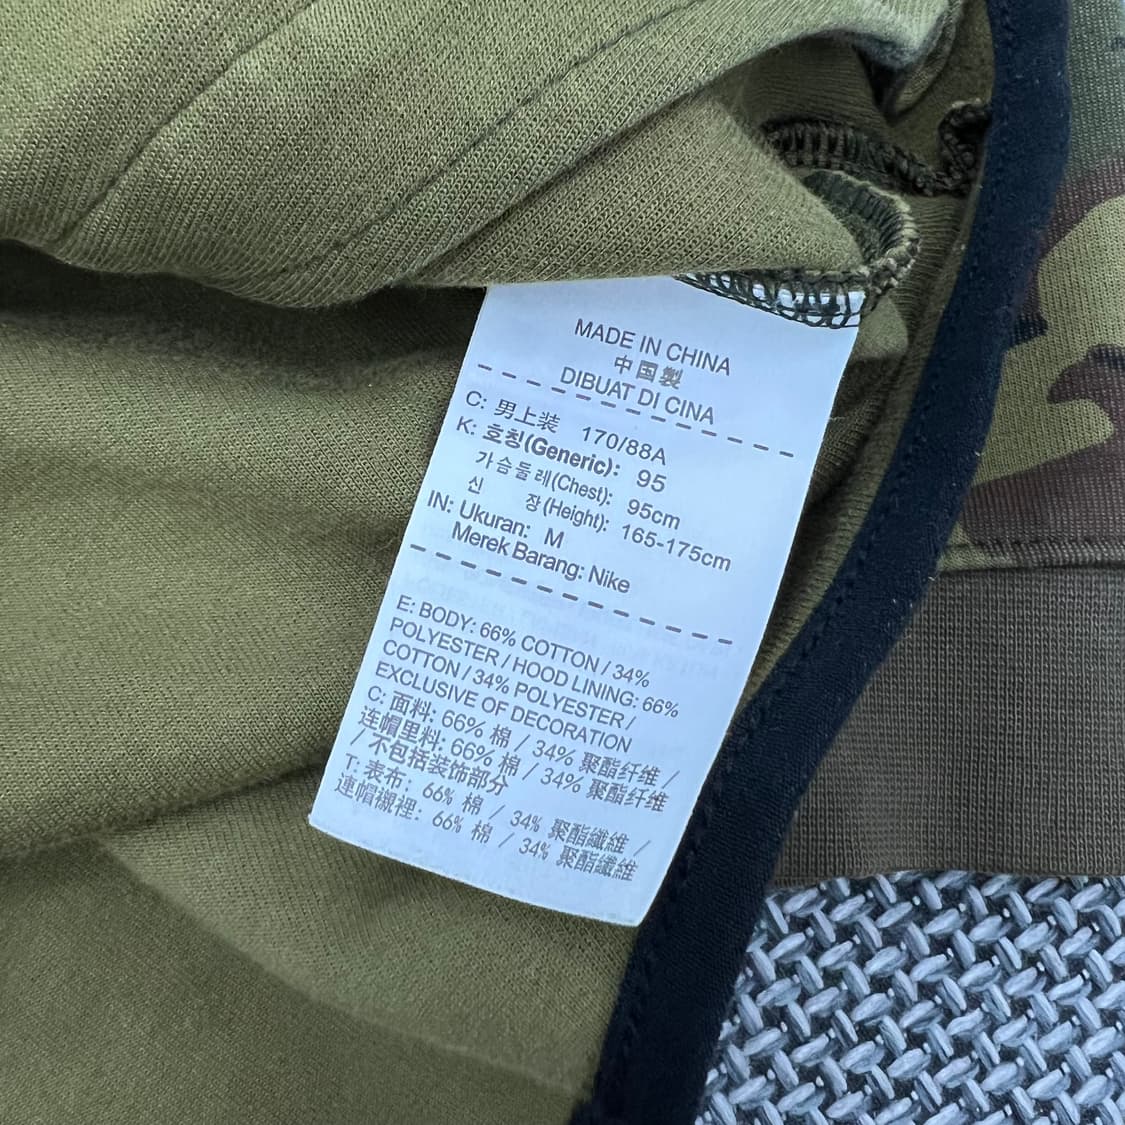 MADE IN CHINA
中国製
DIBUAT DI CINA
C: 男上装 170/88A
K: 호칭(Generic): 95
가슴둘레(Chest): 95cm
신 장(Height): 165-175cm
IN: Ukuran: M
Merek Barang: Nike
E: BODY: 66% COTTON / 34%
POLYESTER / HOOD LINING: 66%
COTTON / 34% POLYESTER /
EXCLUSIVE OF DECORATION
C: 面料: 66% 棉 / 34% 聚酯纤维 /
连帽里料: 66% 棉 / 34% 聚酯纤维
/ 不包括装饰部分
T: 表布: 66% 棉 / 34% 聚酯纖維 /
連帽襯裡: 66% 棉 / 34% 聚酯纖維